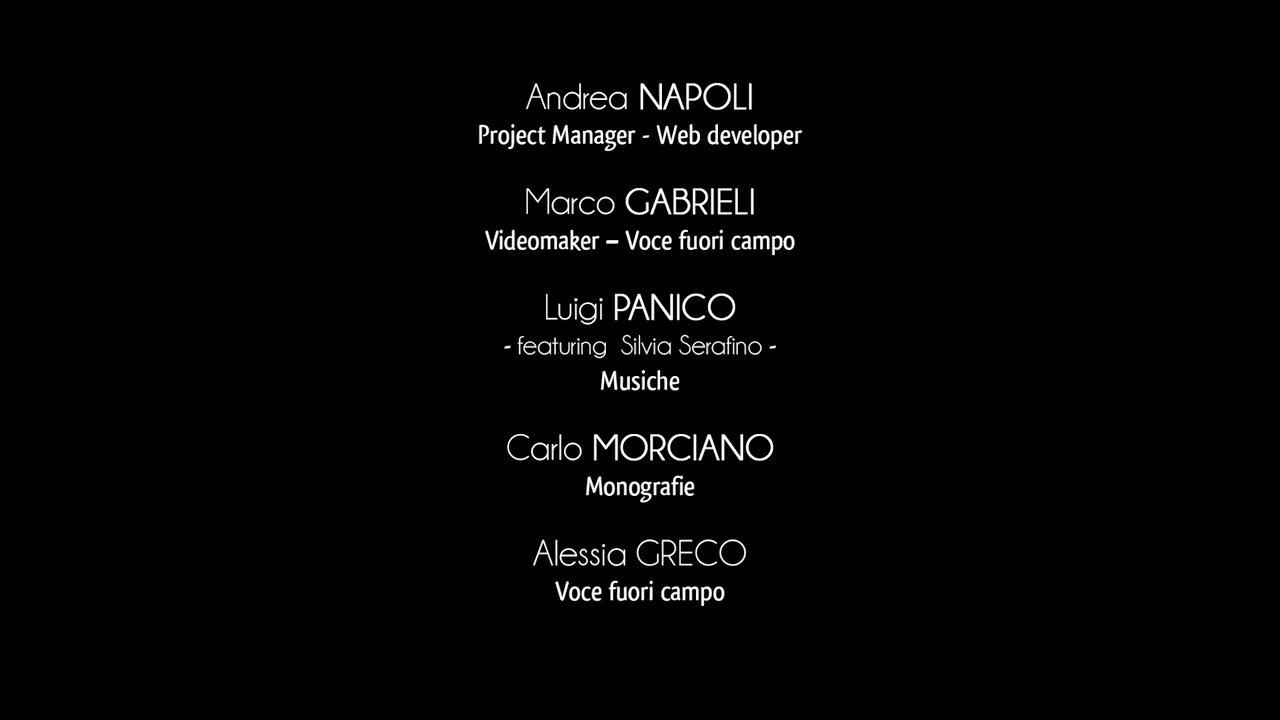 Andrea NAPOLI
Project Manager - Web developer
Marco GABRIELI
Videomaker – Voce fuori campo
Luigi PANICO
- featuring Silvia Serafino -
Musiche
Carlo MORCIANO
Monografie
Alessia GRECO
Voce fuori campo